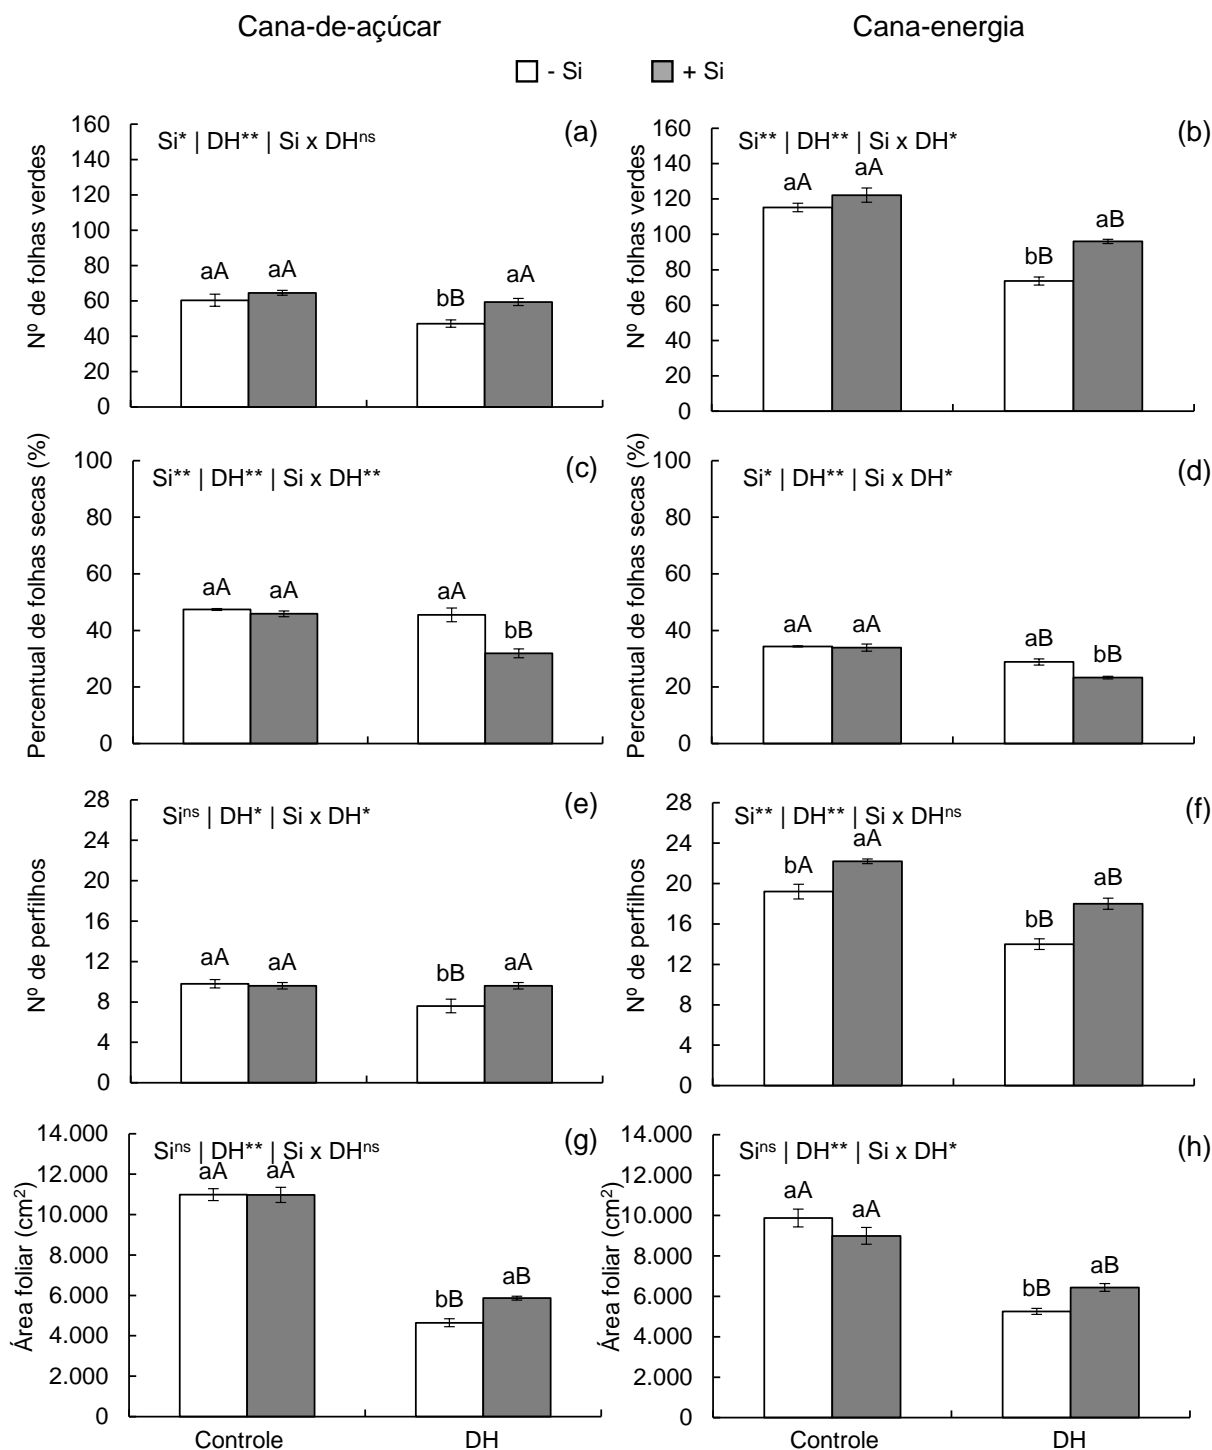 Cana-de-açúcar
Cana-energia
- Si
+ Si
Nº de folhas verdes
160
140
120
100
80
60
40
20
0
Si* | DH** | Si x DHns
(a)
aA
aA
bB
aA
Nº de folhas verdes
160
140
120
100
80
60
40
20
0
Si** | DH** | Si x DH*
(b)
aA
aA
bB
aB
Percentual de folhas secas (%)
100
80
60
40
20
0
Si** | DH** | Si x DH**
(c)
aA
aA
aA
bB
Percentual de folhas secas (%)
100
80
60
40
20
0
Si* | DH** | Si x DH*
(d)
aA
aA
aB
bB
Nº de perfilhos
28
24
20
16
12
8
4
0
Sins | DH* | Si x DH*
(e)
aA
aA
bB
aA
Nº de perfilhos
28
24
20
16
12
8
4
0
Si** | DH** | Si x DHns
(f)
bA
aA
bB
aB
Área foliar (cm2)
14.000
12.000
10.000
8.000
6.000
4.000
2.000
0
Sins | DH** | Si x DHns
(g)
aA
aA
bB
aB
Controle
DH
Área foliar (cm2)
14.000
12.000
10.000
8.000
6.000
4.000
2.000
0
Sins | DH** | Si x DH*
(h)
aA
aA
bB
aB
Controle
DH